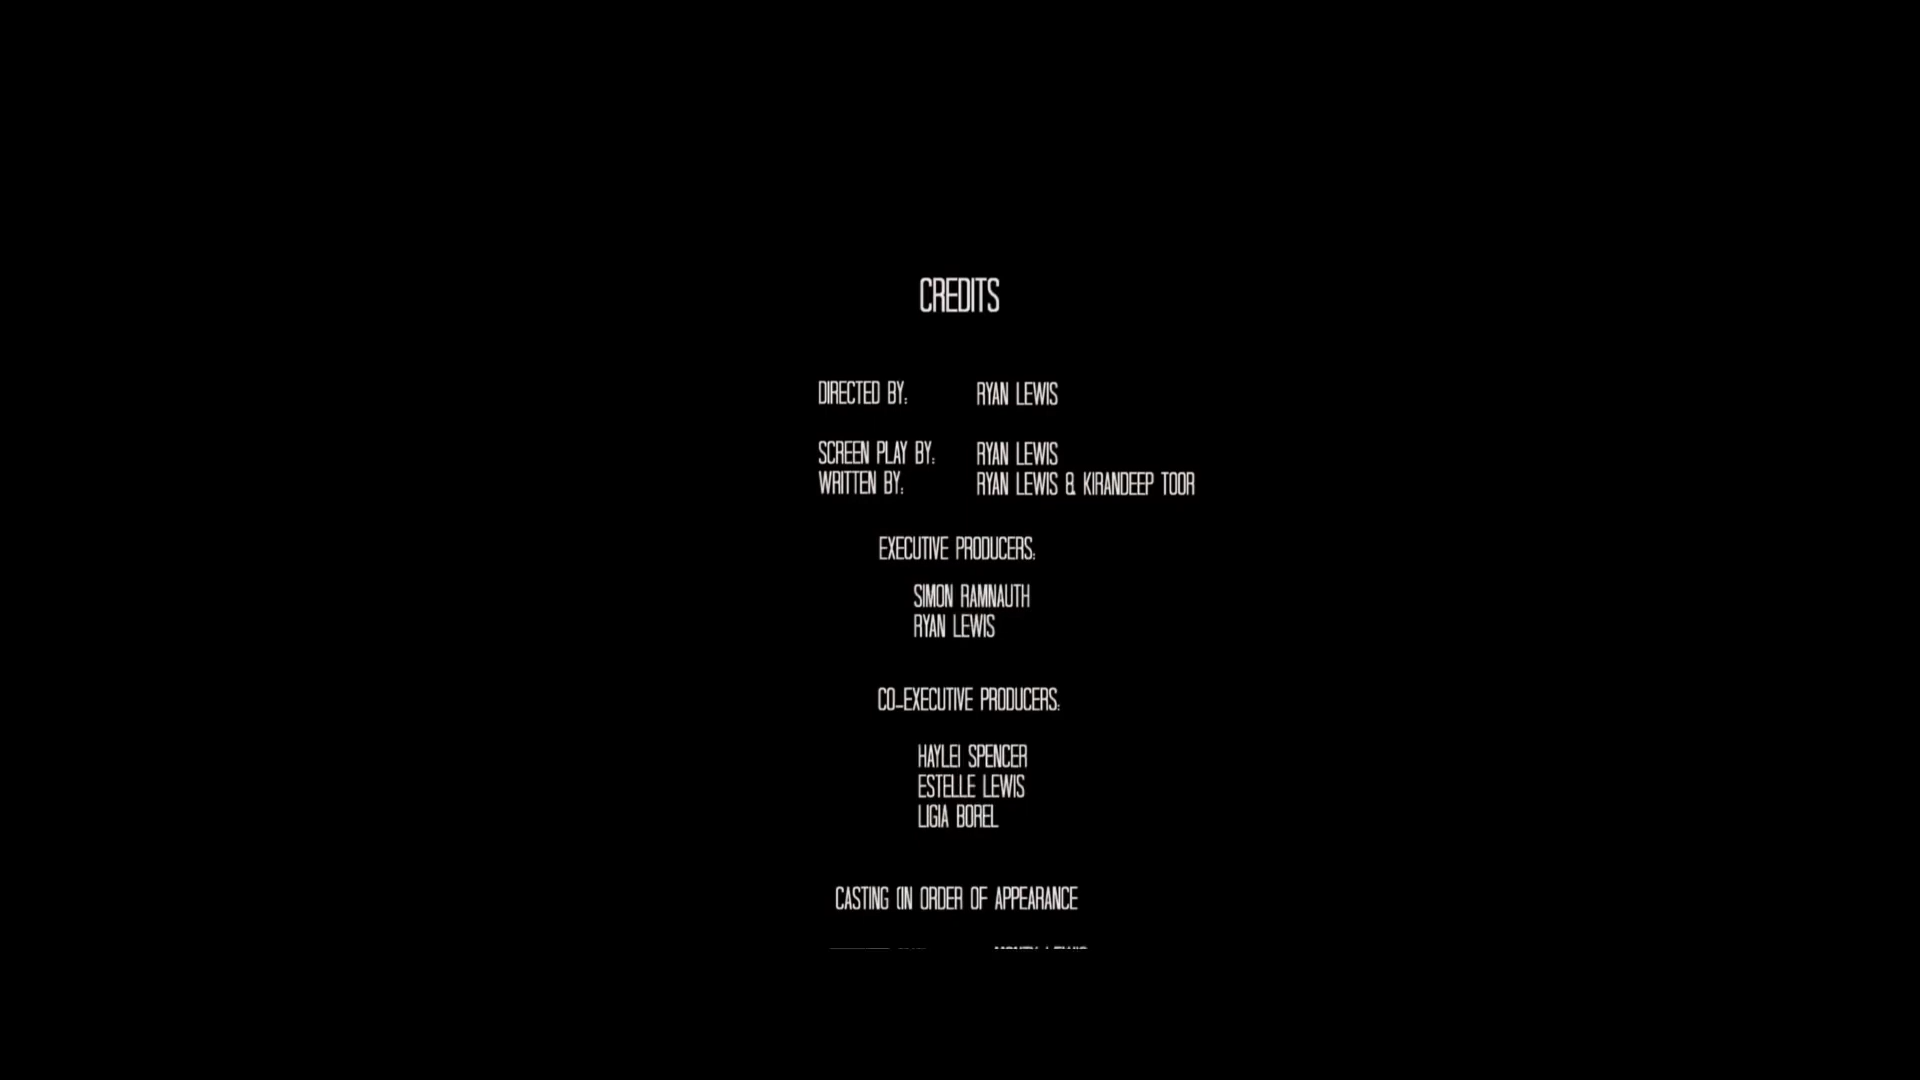 CREDITS
DIRECTED BY: RYAN LEWIS
SCREEN PLAY BY: RYAN LEWIS
WRITTEN BY: RYAN LEWIS & KIRANDEEP TOOR
EXECUTIVE PRODUCERS:
SIMON RAMNAUTH
RYAN LEWIS
CO-EXECUTIVE PRODUCERS:
HAYLEI SPENCER
ESTELLE LEWIS
LIGIA BOREL
CASTING (IN ORDER OF APPEARANCE